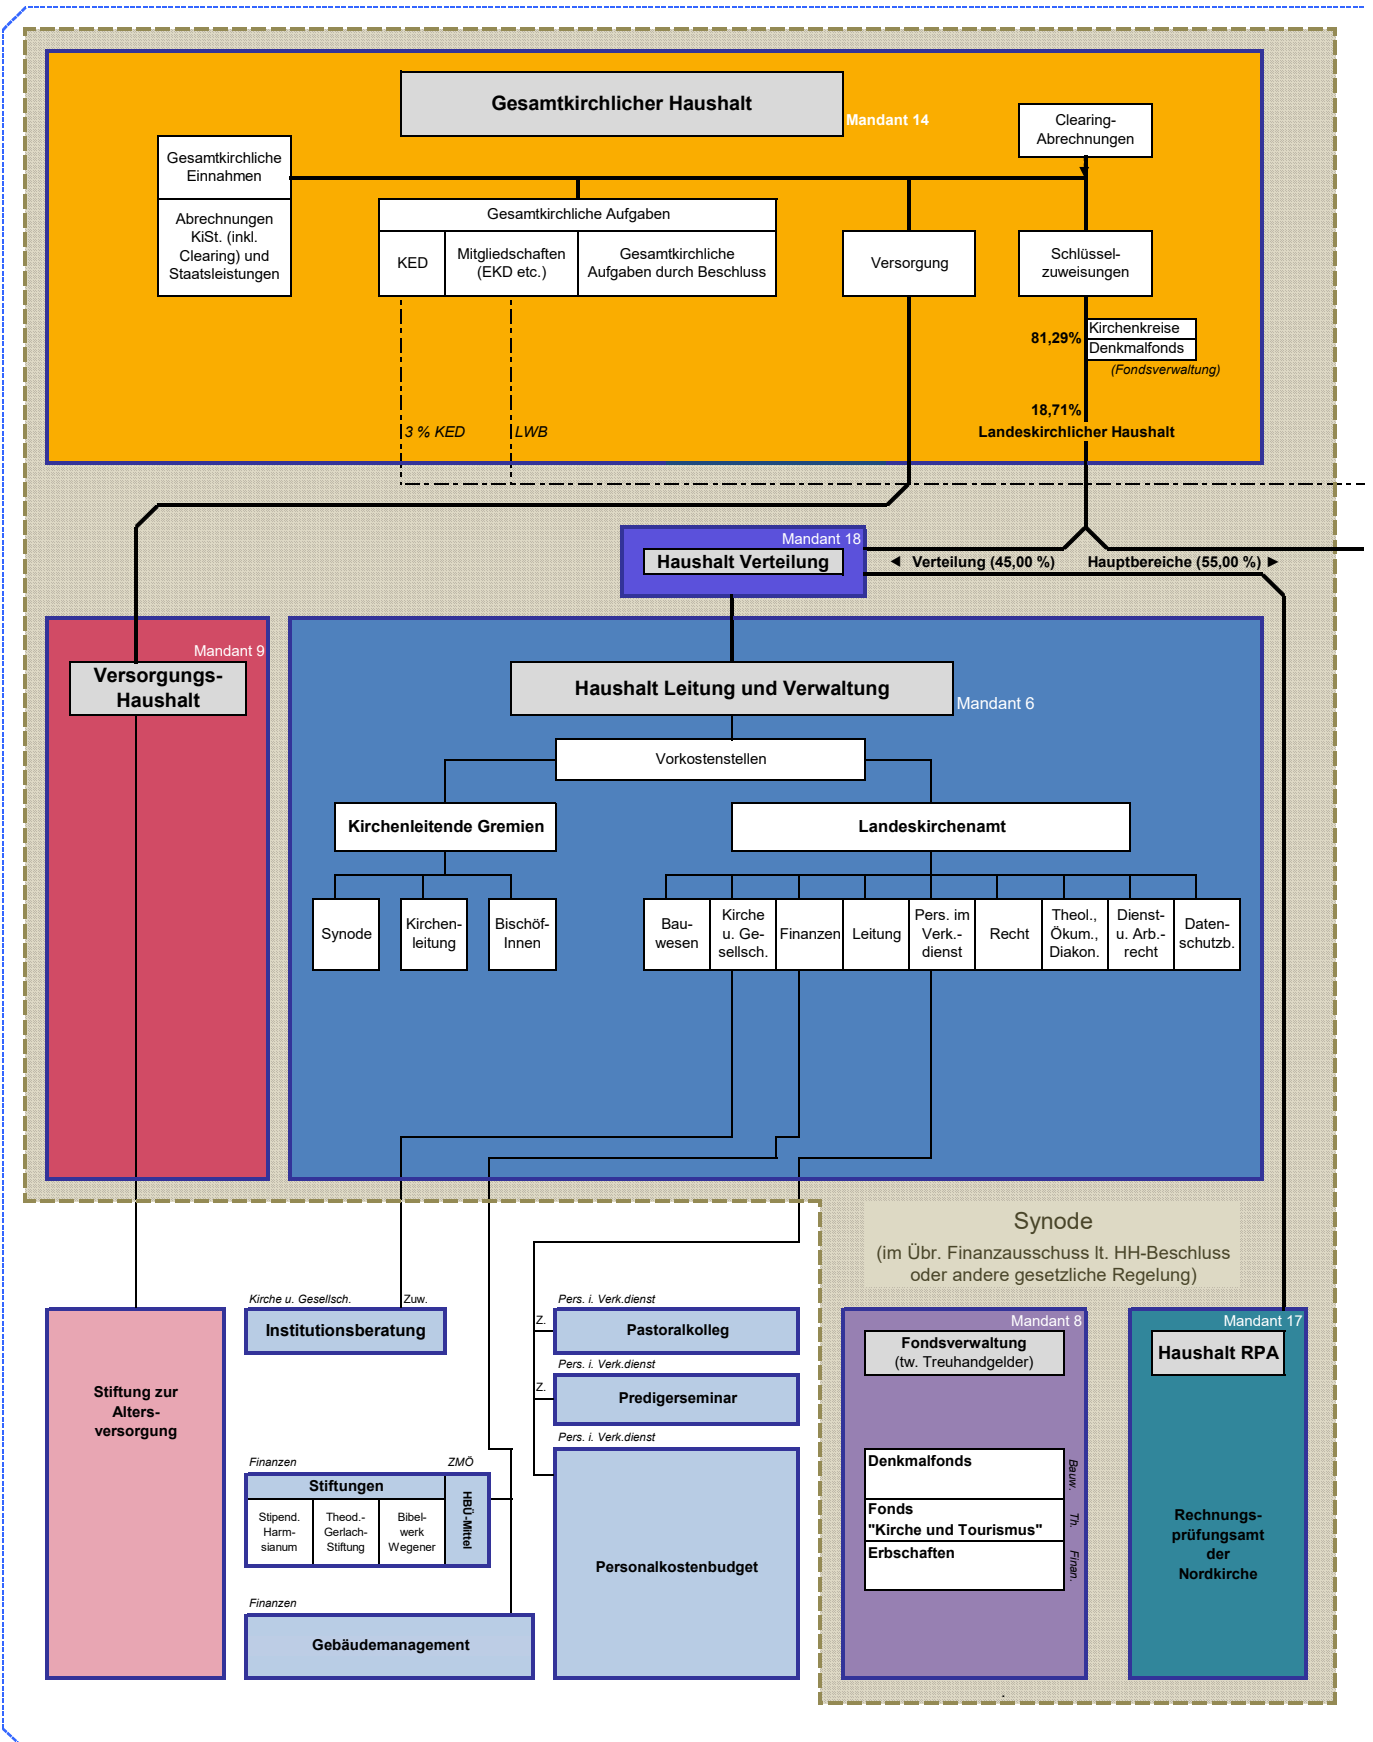 Gesamtkirchlicher Haushalt
Mandant 14
Clearing-
Abrechnungen
Gesamtkirchliche
Einnahmen
Abrechnungen
KiSt. (inkl.
Clearing) und
Staatsleistungen
Gesamtkirchliche Aufgaben
KED
Mitgliedschaften
(EKD etc.)
Gesamtkirchliche
Aufgaben durch Beschluss
Versorgung
Schlüssel-
zuweisungen
81,29%
Kirchenkreise
Denkmalfonds
(Fondsverwaltung)
18,71%
Landeskirchlicher Haushalt
3 % KED
LWB
Mandant 18
Haushalt Verteilung
◄ Verteilung (45,00 %)
Hauptbereiche (55,00 %) ►
Mandant 9
Versorgungs-
Haushalt
Haushalt Leitung und Verwaltung
Mandant 6
Vorkostenstellen
Kirchenleitende Gremien
Landeskirchenamt
Synode
Kirchen-
leitung
Bischöf-
Innen
Bau-
wesen
Kirche
u. Ge-
sellsch.
Finanzen
Leitung
Pers. im
Verk.-
dienst
Recht
Theol.,
Ökum.,
Diakon.
Dienst-
u. Arb.-
recht
Daten-
schutzb.
Synode
(im Übr. Finanzausschuss lt. HH-Beschluss
oder andere gesetzliche Regelung)
Stiftung zur
Alters-
versorgung
Kirche u. Gesellsch.
Zuw.
Institutionsberatung
Finanzen
ZMÖ
Stiftungen
Stipend.
Harm-
sianum
Theod.-
Gerlach-
Stiftung
Bibel-
werk
Wegener
HBÜ-Mittel
Finanzen
Gebäudemanagement
Pers. i. Verk.dienst
Z.
Pastoralkolleg
Pers. i. Verk.dienst
Z.
Predigerseminar
Pers. i. Verk.dienst
Personalkostenbudget
Mandant 8
Fondsverwaltung
(tw. Treuhandgelder)
Denkmalfonds
Bauw.
Fonds
"Kirche und Tourismus"
Th.
Erbschaften
Finan.
Mandant 17
Haushalt RPA
Rechnungs-
prüfungsamt
der
Nordkirche